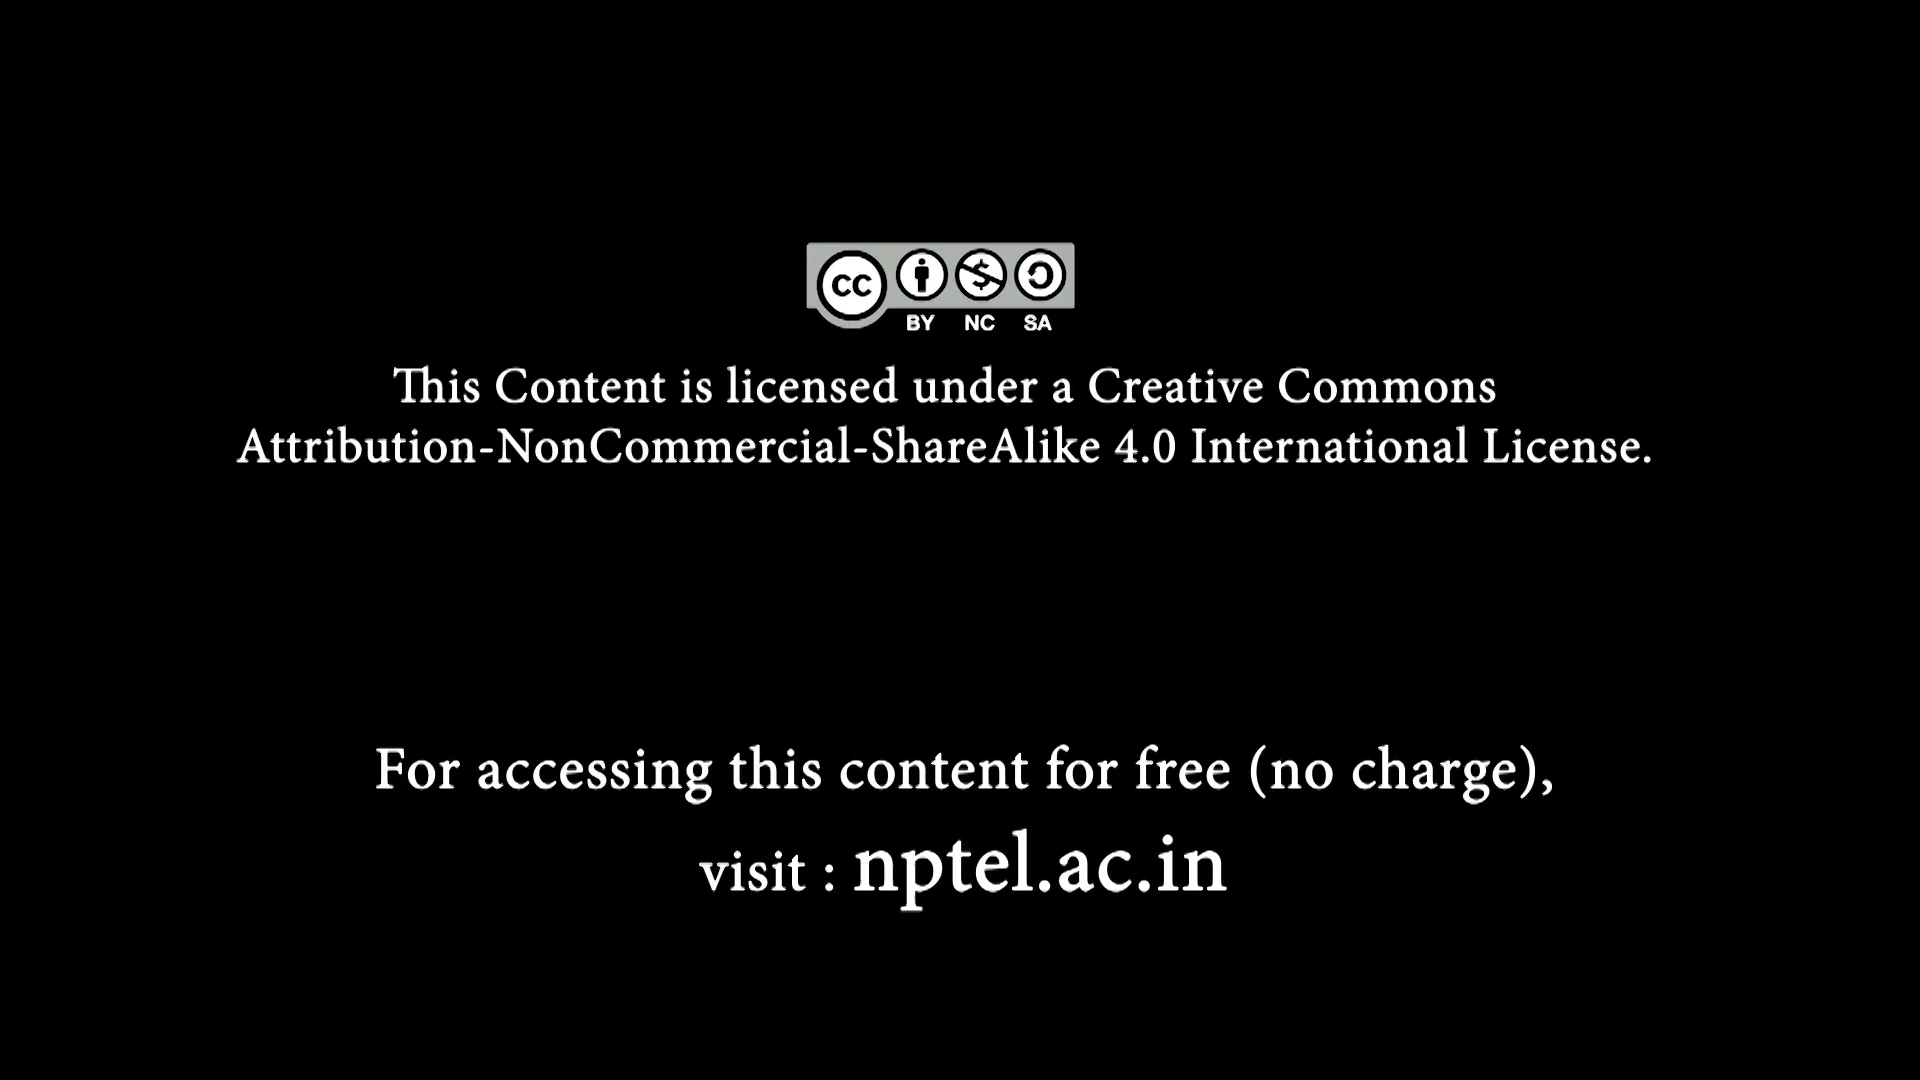 cc
BY NC SA
This Content is licensed under a Creative Commons
Attribution-NonCommercial-ShareAlike 4.0 International License.
For accessing this content for free (no charge),
visit : nptel.ac.in